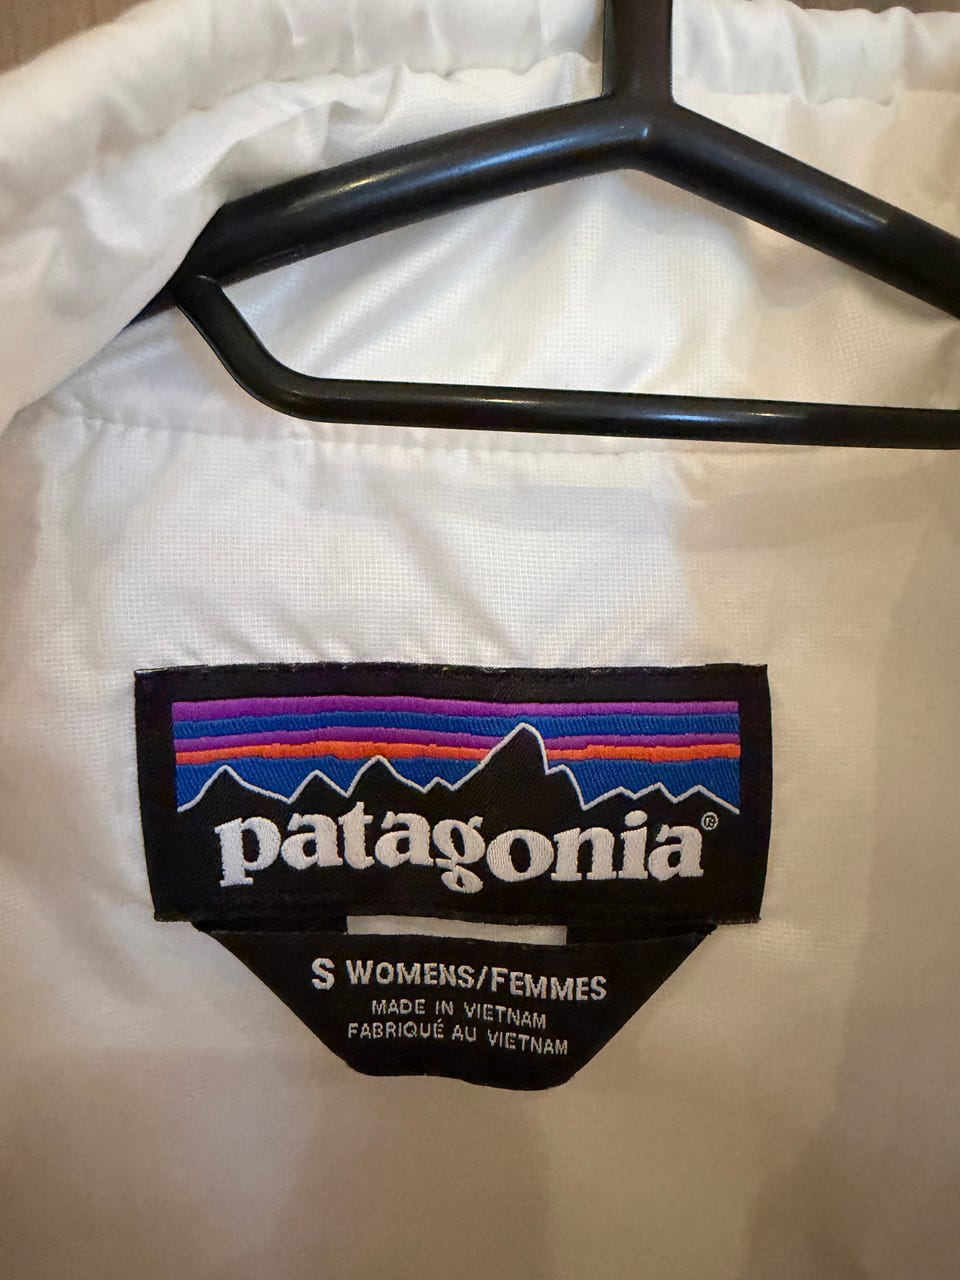 patagonia®
S WOMENS/FEMMES
MADE IN VIETNAM
FABRIQUÉ AU VIETNAM